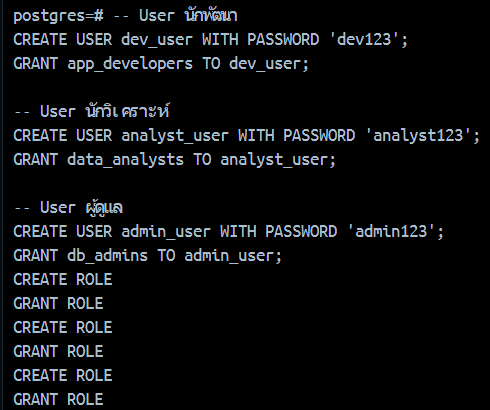 postgres=# -- User นักพัฒนา
CREATE USER dev_user WITH PASSWORD 'dev123';
GRANT app_developers TO dev_user;
-- User นักวิเคราะห์
CREATE USER analyst_user WITH PASSWORD 'analyst123';
GRANT data_analysts TO analyst_user;
-- User ผู้ดูแล
CREATE USER admin_user WITH PASSWORD 'admin123';
GRANT db_admins TO admin_user;
CREATE ROLE
GRANT ROLE
CREATE ROLE
GRANT ROLE
CREATE ROLE
GRANT ROLE